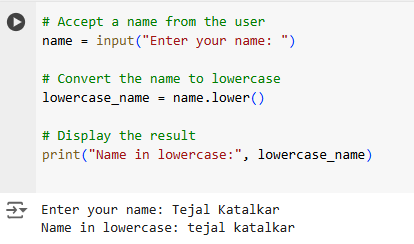 # Accept a name from the user
name = input("Enter your name: ")
# Convert the name to lowercase
lowercase_name = name.lower()
# Display the result
print("Name in lowercase:", lowercase_name)
Enter your name: Tejal Katalkar
Name in lowercase: tejal katalkar